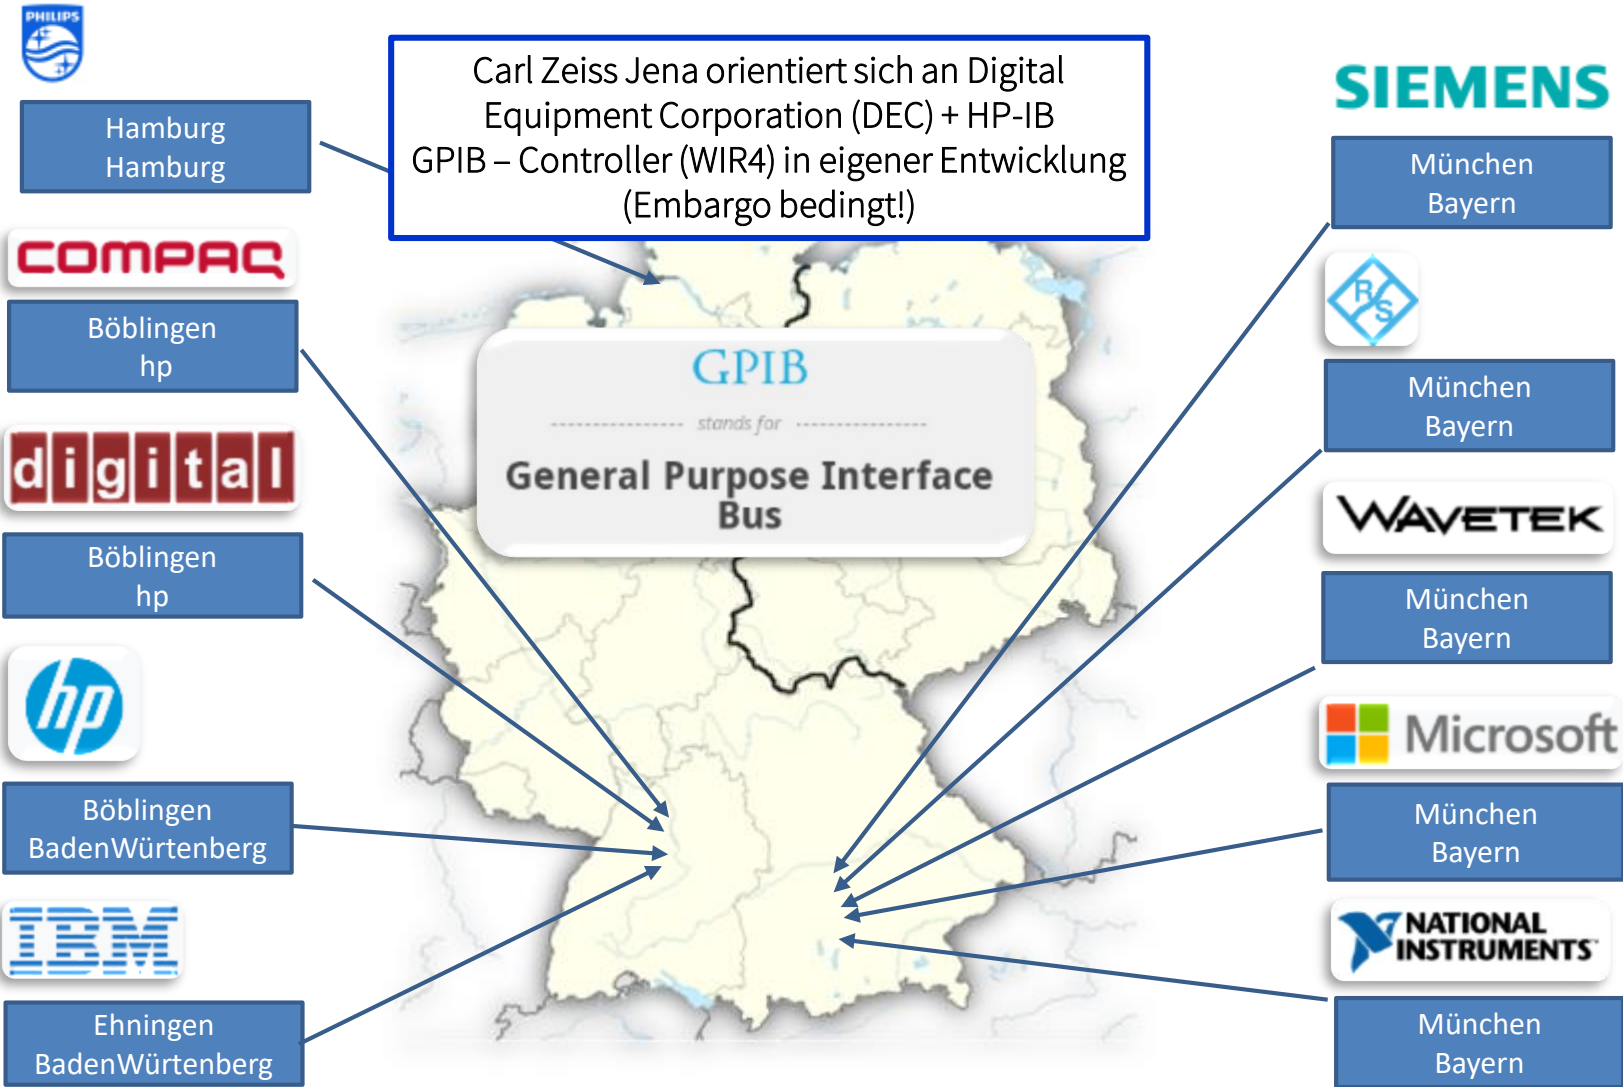 PHILIPS
Hamburg
Hamburg
COMPAQ
Böblingen
hp
digital
Böblingen
hp
hp
Böblingen
BadenWürtenberg
IBM
Ehningen
BadenWürtenberg
Carl Zeiss Jena orientiert sich an Digital
Equipment Corporation (DEC) + HP-IB
GPIB – Controller (WIR4) in eigener Entwicklung
(Embargo bedingt!)
GPIB
stands for
General Purpose Interface
Bus
SIEMENS
München
Bayern
R/S
München
Bayern
WAVETEK
München
Bayern
Microsoft
München
Bayern
NATIONAL
INSTRUMENTS
München
Bayern